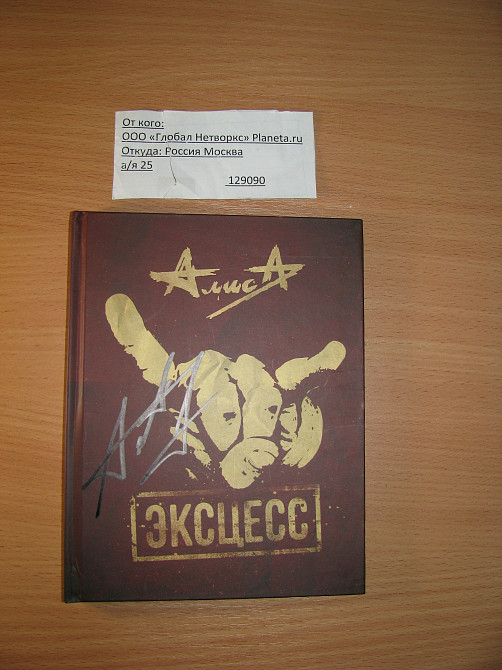 От кого:
ООО «Глобал Нетворкс» Planeta.ru
Откуда: Россия Москва
а/я 25
129090
АлисА
ЭКСЦЕСС